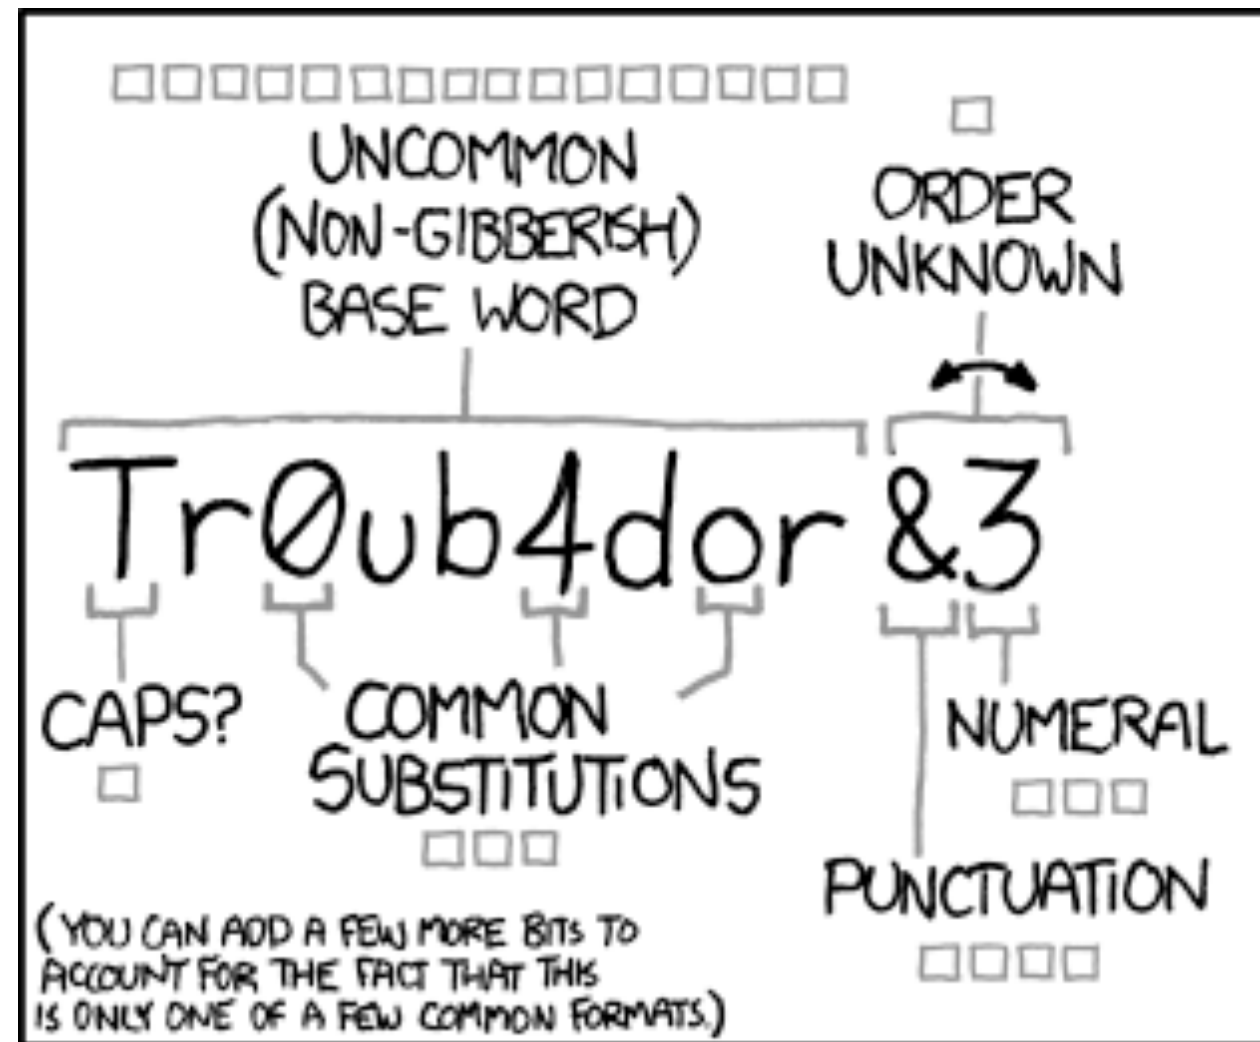 UNCOMMON
(NON-GIBBERISH)
BASE WORD
ORDER
UNKNOWN
Tr0ub4dor &3
CAPS?
COMMON
SUBSTITUTIONS
NUMERAL
PUNCTUATION
(YOU CAN ADD A FEW MORE BITS TO
ACCOUNT FOR THE FACT THAT THIS
IS ONLY ONE OF A FEW COMMON FORMATS.)